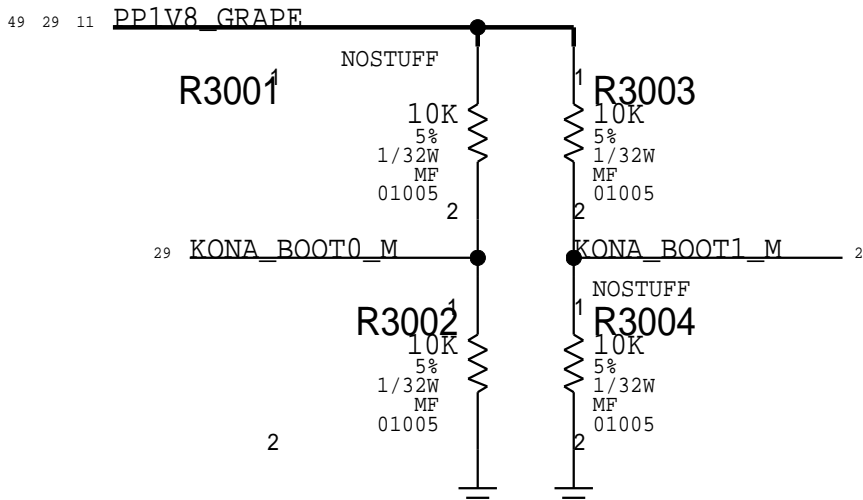 49 29 11 PP1V8_GRAPE
NOSTUFF
1
R3001
10K
5%
1/32W
MF
01005
2
1
R3003
10K
5%
1/32W
MF
01005
2
29 KONA_BOOT0_M
KONA_BOOT1_M 2
1
R3002
10K
5%
1/32W
MF
01005
2
NOSTUFF
1
R3004
10K
5%
1/32W
MF
01005
2